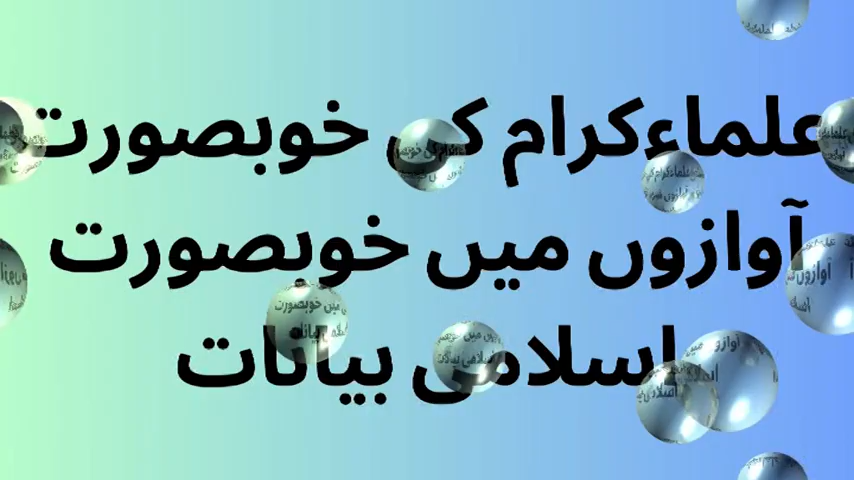 علماءکرام کی خوبصورت
آوازوں میں خوبصورت
اسلامی بیانات